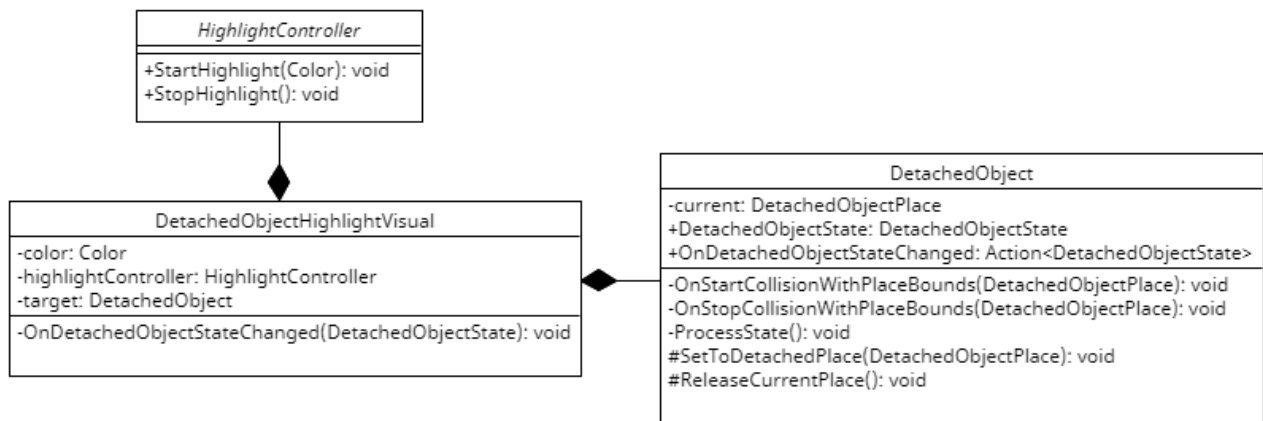 HighlightController
+StartHighlight(Color): void
+StopHighlight(): void
DetachedObjectHighlightVisual
-color: Color
-highlightController: HighlightController
-target: DetachedObject
-OnDetachedObjectStateChanged(DetachedObjectState): void
DetachedObject
-current: DetachedObjectPlace
+DetachedObjectState: DetachedObjectState
+OnDetachedObjectStateChanged: Action<DetachedObjectState>
-OnStartCollisionWithPlaceBounds(DetachedObjectPlace): void
-OnStopCollisionWithPlaceBounds(DetachedObjectPlace): void
-ProcessState(): void
#SetToDetachedPlace(DetachedObjectPlace): void
#ReleaseCurrentPlace(): void